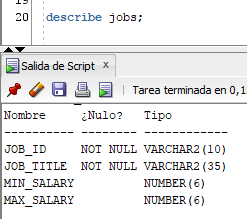 19
20 describe jobs;
Salida de Script
Tarea terminada en 0,1
Nombre ¿Nulo? Tipo
--------- -------- ------------
JOB_ID NOT NULL VARCHAR2(10)
JOB_TITLE NOT NULL VARCHAR2(35)
MIN_SALARY NUMBER(6)
MAX_SALARY NUMBER(6)